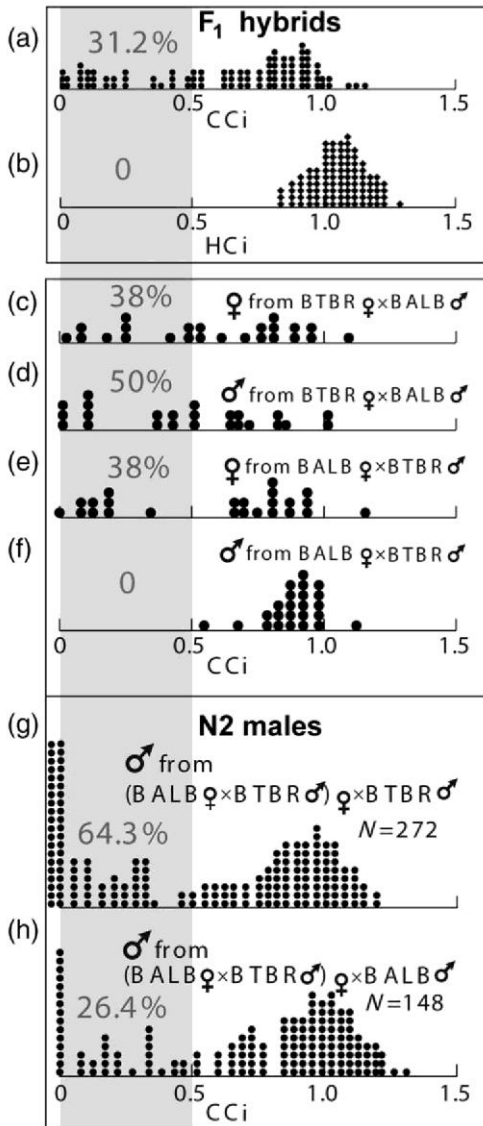 F1 hybrids
(a)
31.2%
0 0.5 1.0 1.5
CCi
(b)
0
0 0.5 1.0 1.5
HCi
(c)
38%
♀ from BTBR ♀×BALB ♂
(d)
50%
♂ from BTBR ♀×BALB ♂
(e)
38%
♀ from BALB ♀×BTBR ♂
(f)
0
♂ from BALB ♀×BTBR ♂
0 0.5 1.0 1.5
CCi
N2 males
(g)
♂ from
(BALB♀×BTBR♂) ♀×BTBR♂
64.3%
N=272
(h)
♂ from
(BALB♀×BTBR♂) ♀×BALB♂
26.4%
N=148
0 0.5 1.0 1.5
CCi